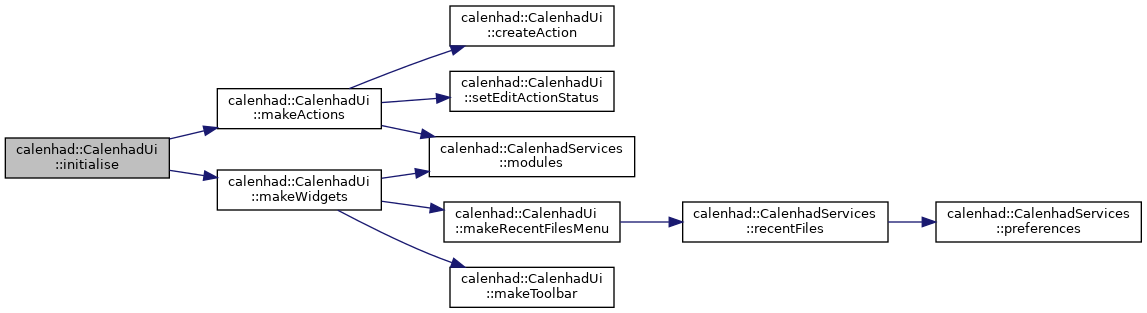 calenhad::CalenhadUi
::initialise
calenhad::CalenhadUi
::makeActions
calenhad::CalenhadUi
::makeWidgets
calenhad::CalenhadUi
::createAction
calenhad::CalenhadUi
::setEditActionStatus
calenhad::CalenhadServices
::modules
calenhad::CalenhadUi
::makeRecentFilesMenu
calenhad::CalenhadUi
::makeToolbar
calenhad::CalenhadServices
::recentFiles
calenhad::CalenhadServices
::preferences